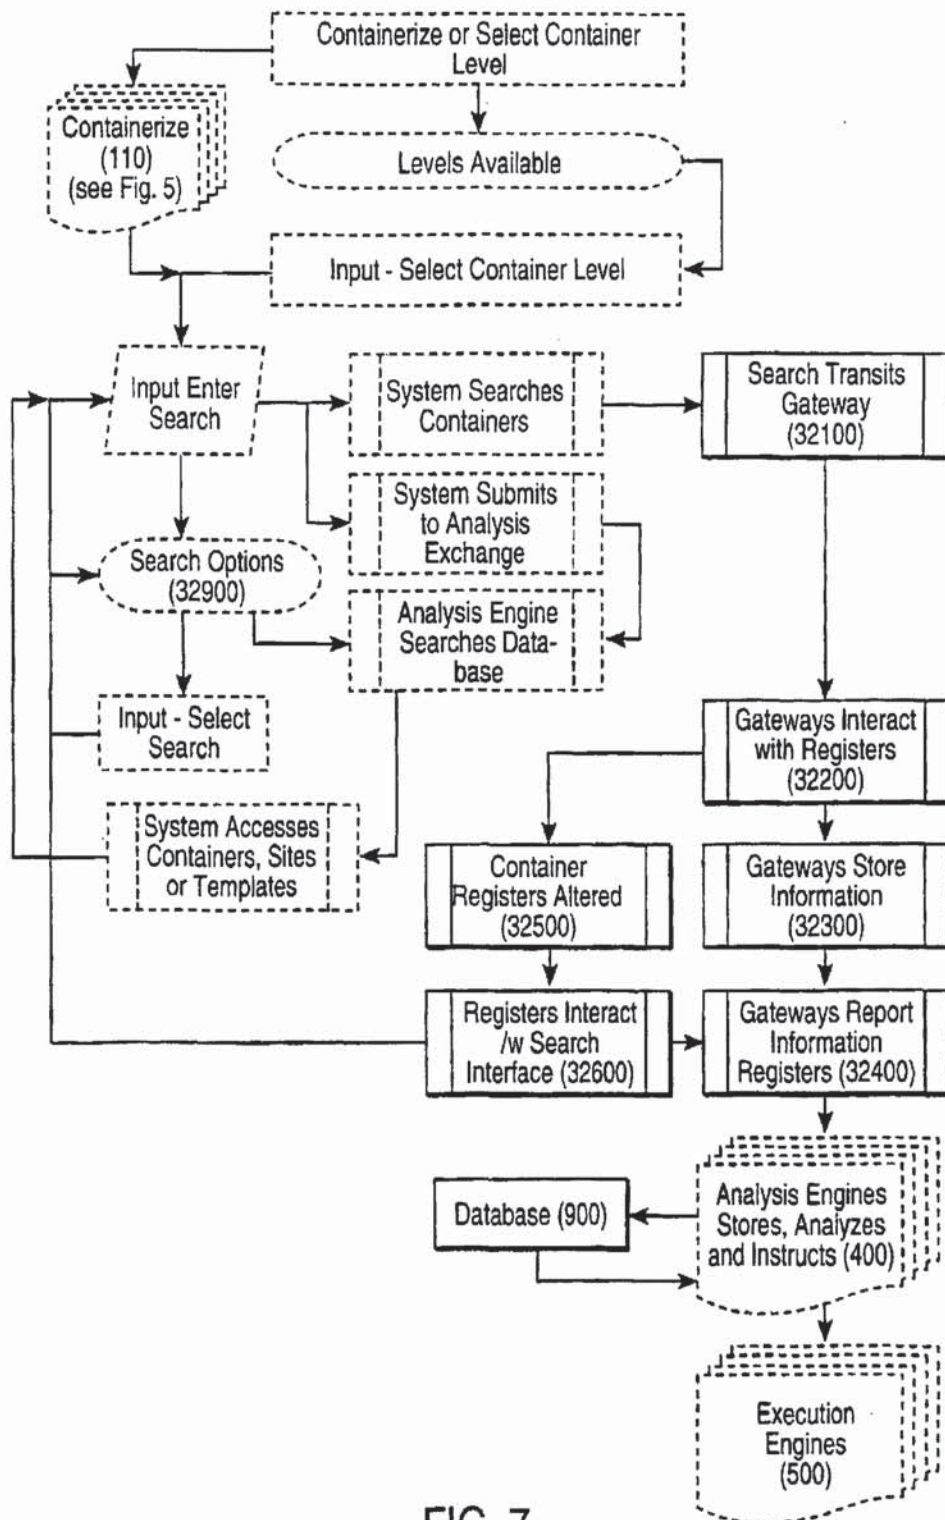 Containerize or Select Container
Level
Containerize
(110)
(see Fig. 5)
Levels Available
Input - Select Container Level
Input Enter
Search
System Searches
Containers
Search Transits
Gateway
(32100)
System Submits
to Analysis
Exchange
Search Options
(32900)
Analysis Engine
Searches Data-
base
Input - Select
Search
Gateways Interact
with Registers
(32200)
System Accesses
Containers, Sites
or Templates
Container
Registers Altered
(32500)
Gateways Store
Information
(32300)
Registers Interact
/w Search
Interface (32600)
Gateways Report
Information
Registers (32400)
Database (900)
Analysis Engines
Stores, Analyzes
and Instructs (400)
Execution
Engines
(500)
FIG. 7